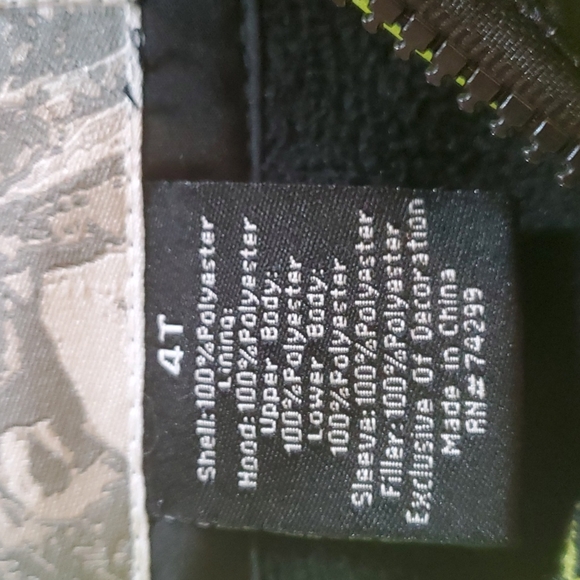 4T
Shell:100%Polyester
Lining:
Hood:100%Polyester
Upper Body:
100%Polyester
Lower Body:
100%Polyester
Sleeve:100%Polyester
Filler:100%Polyester
Exclusive Of Decoration
Made in China
RN# 74299